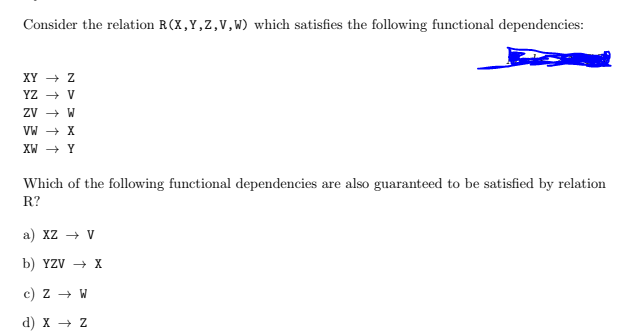 Consider the relation R(X,Y,Z,V,W) which satisfies the following functional dependencies:
XY → Z
YZ → V
ZV → W
VW → X
XW → Y
Which of the following functional dependencies are also guaranteed to be satisfied by relation
R?
a) XZ → V
b) YZV → X
c) Z → W
d) X → Z